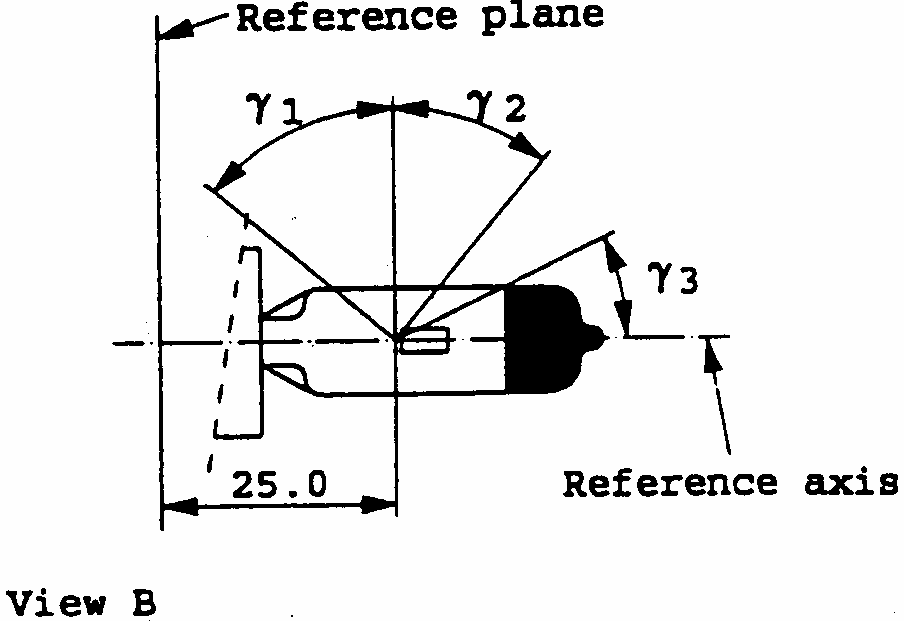 Reference plane
γ1
γ2
γ3
25.0
Reference axis
View B